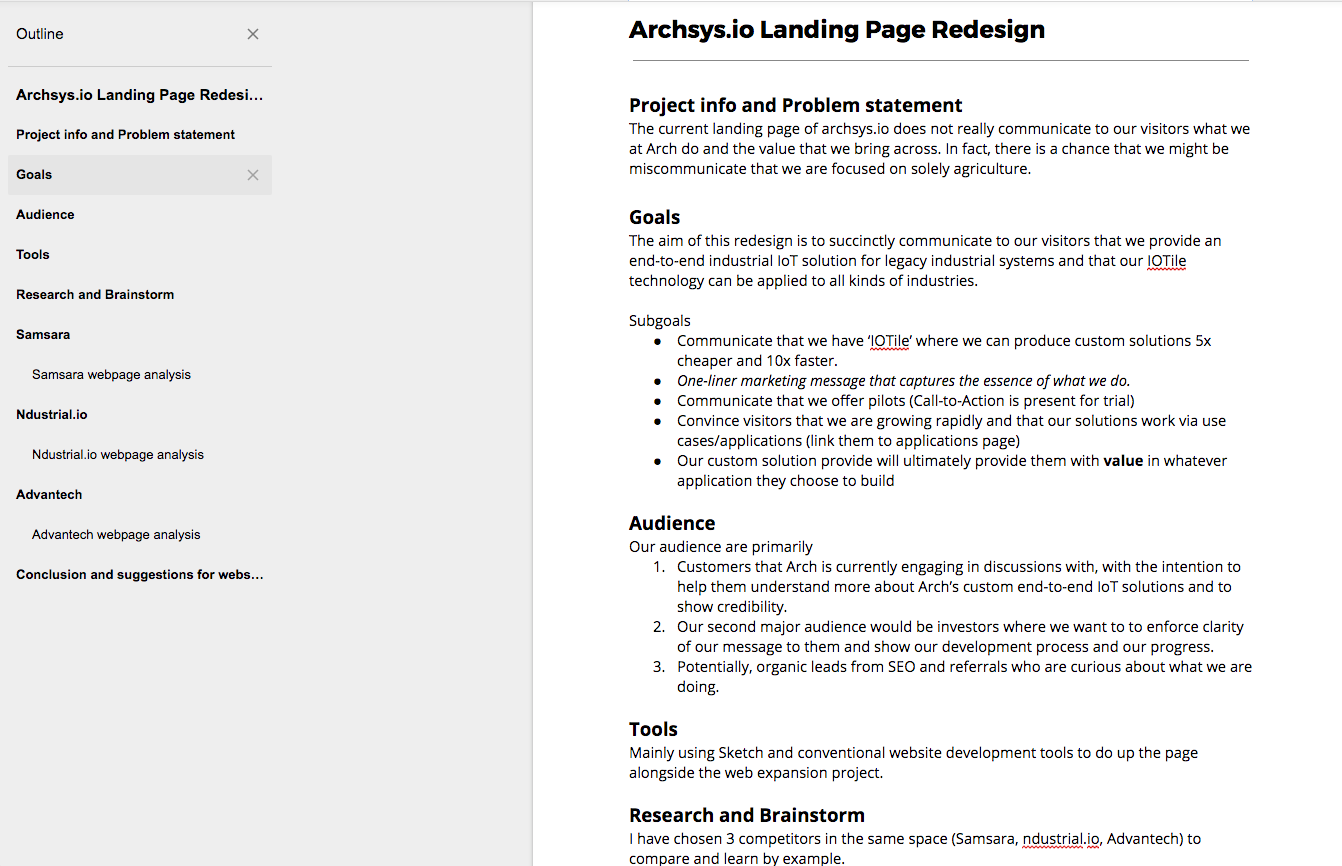 Outline
Archsys.io Landing Page Redesi...
Project info and Problem statement
Goals
Audience
Tools
Research and Brainstorm
Samsara
Samsara webpage analysis
Ndustrial.io
Ndustrial.io webpage analysis
Advantech
Advantech webpage analysis
Conclusion and suggestions for webs...
Archsys.io Landing Page Redesign
Project info and Problem statement
The current landing page of archsys.io does not really communicate to our visitors what we
at Arch do and the value that we bring across. In fact, there is a chance that we might be
miscommunicate that we are focused on solely agriculture.
Goals
The aim of this redesign is to succinctly communicate to our visitors that we provide an
end-to-end industrial IoT solution for legacy industrial systems and that our IOTile
technology can be applied to all kinds of industries.
Subgoals
● Communicate that we have ‘IOTile’ where we can produce custom solutions 5x
cheaper and 10x faster.
● One-liner marketing message that captures the essence of what we do.
● Communicate that we offer pilots (Call-to-Action is present for trial)
● Convince visitors that we are growing rapidly and that our solutions work via use
cases/applications (link them to applications page)
● Our custom solution provide will ultimately provide them with value in whatever
application they choose to build
Audience
Our audience are primarily
1. Customers that Arch is currently engaging in discussions with, with the intention to
help them understand more about Arch’s custom end-to-end IoT solutions and to
show credibility.
2. Our second major audience would be investors where we want to to enforce clarity
of our message to them and show our development process and our progress.
3. Potentially, organic leads from SEO and referrals who are curious about what we are
doing.
Tools
Mainly using Sketch and conventional website development tools to do up the page
alongside the web expansion project.
Research and Brainstorm
I have chosen 3 competitors in the same space (Samsara, ndustrial.io, Advantech) to
compare and learn by example.